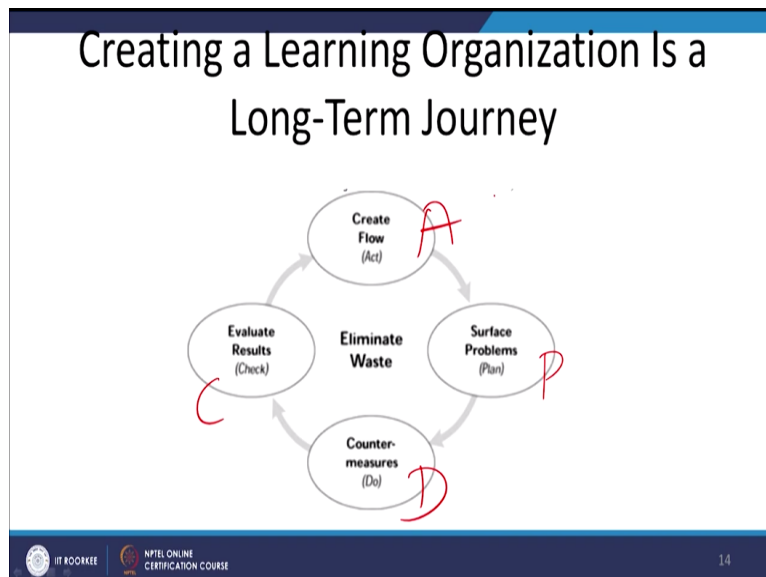 Creating a Learning Organization Is a
Long-Term Journey
Create
Flow
(Act)
A
Evaluate
Results
(Check)
C
Eliminate
Waste
Surface
Problems
(Plan)
P
Counter-
measures
(Do)
D
IIT ROORKEE
NPTEL ONLINE
CERTIFICATION COURSE
14